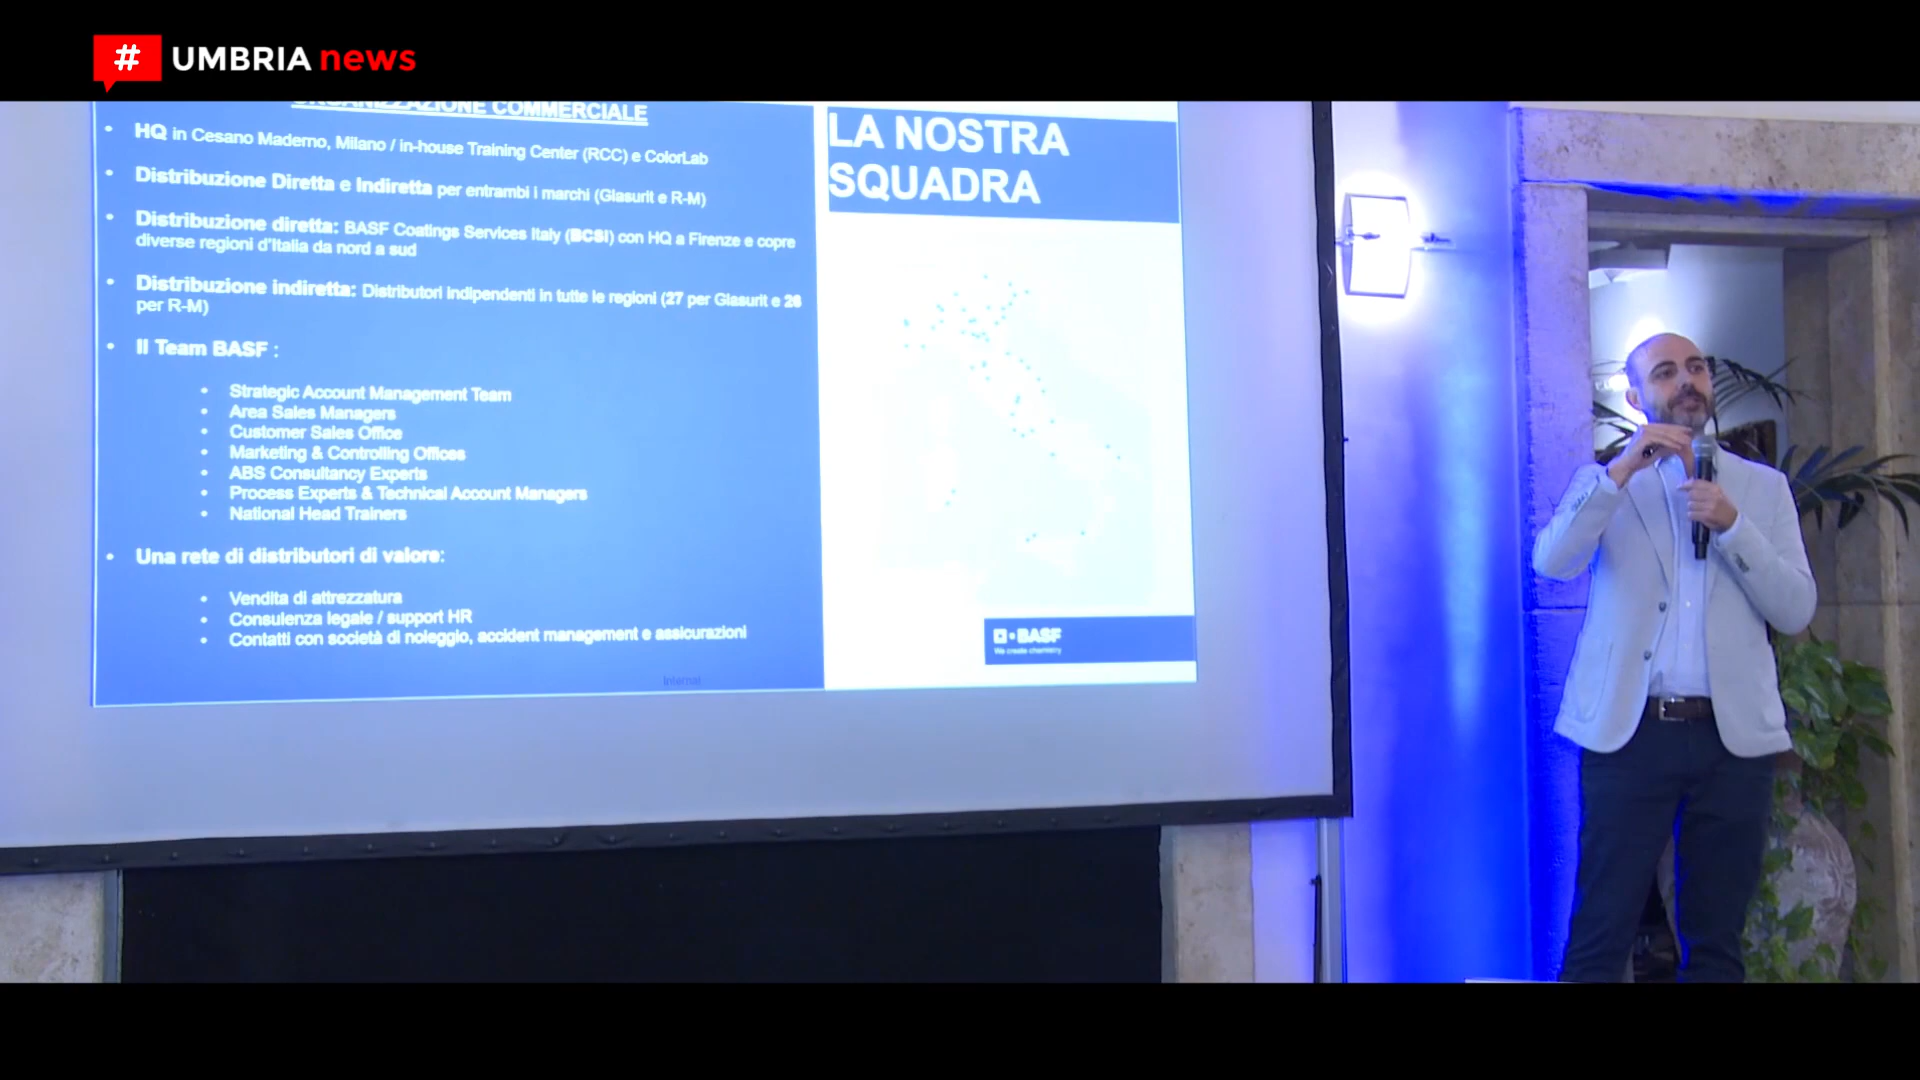 # UMBRIA news
ORGANIZZAZIONE COMMERCIALE
• HQ in Cesano Maderno, Milano / in-house Training Center (RCC) e ColorLab
• Distribuzione Diretta e Indiretta per entrambi i marchi (Glasurit e R-M)
• Distribuzione diretta: BASF Coatings Services Italy (BCSI) con HQ a Firenze e copre
diverse regioni d'Italia da nord a sud
• Distribuzione indiretta: Distributori indipendenti in tutte le regioni (27 per Glasurit e 26
per R-M)
• Il Team BASF :
• Strategic Account Management Team
• Area Sales Managers
• Customer Sales Office
• Marketing & Controlling Offices
• ABS Consultancy Experts
• Process Experts & Technical Account Managers
• National Head Trainers
• Una rete di distributori di valore:
• Vendita di attrezzatura
• Consulenza legale / support HR
• Contatti con società di noleggio, accident management e assicurazioni
Internal
LA NOSTRA
SQUADRA
BASF
We create chemistry